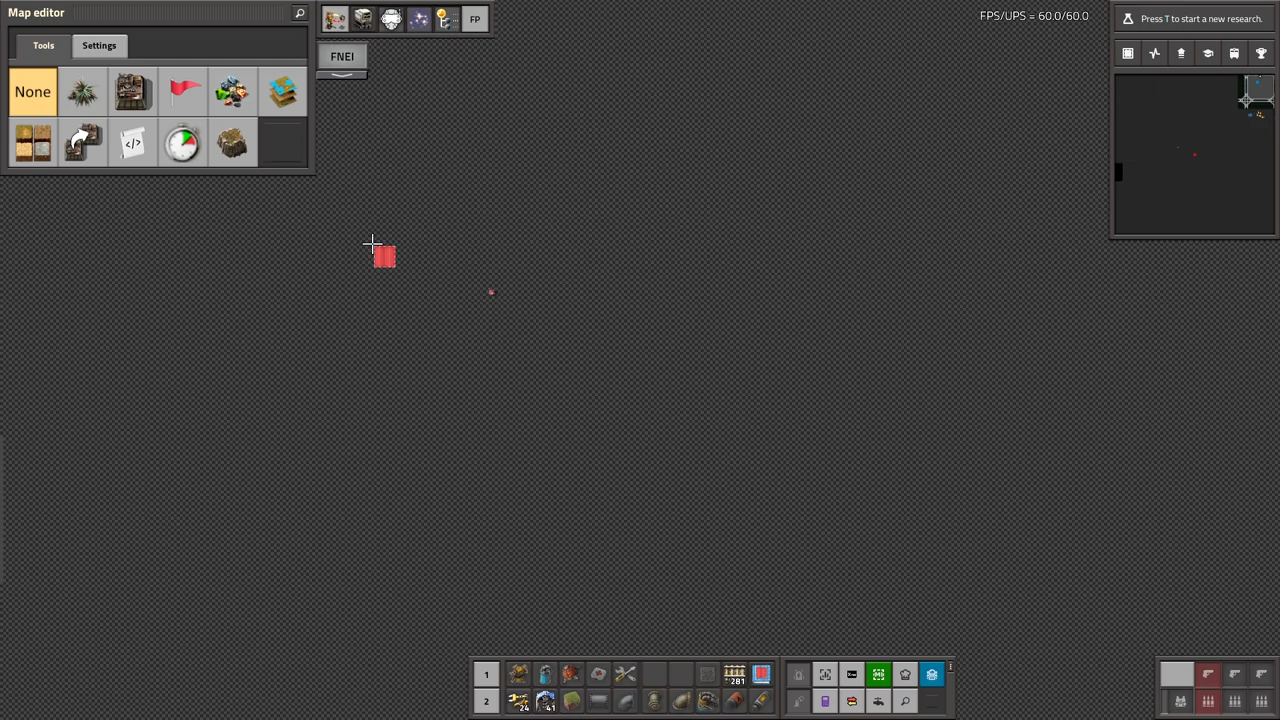 Map editor
FP
FPS/UPS = 60.0/60.0
Press T to start a new research.
Tools
Settings
FNEI
None
</>
1
281
2
24
41